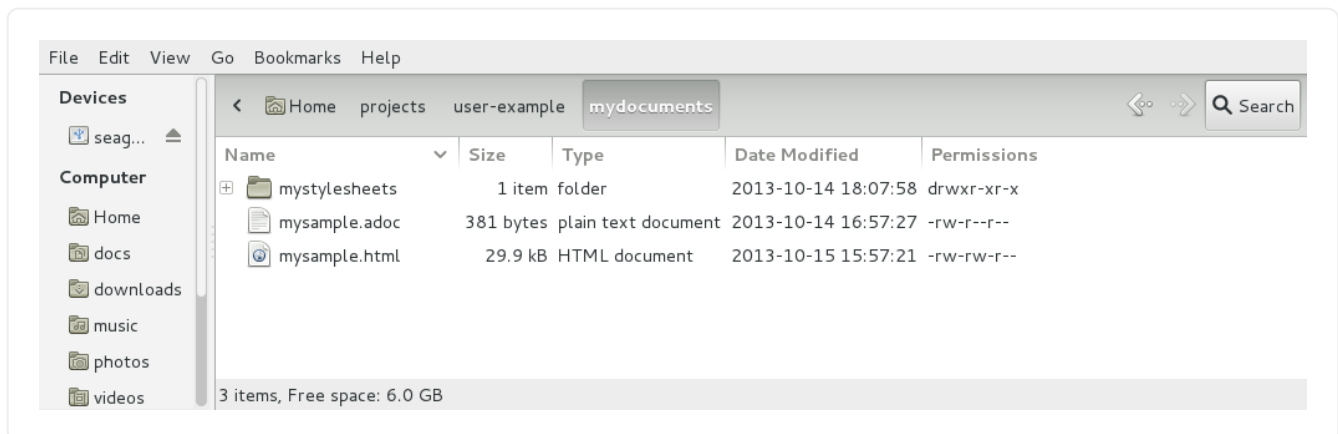 File Edit View Go Bookmarks Help
Devices
seag...
Computer
Home
docs
downloads
music
photos
videos
Home projects user-example mydocuments Search
Name Size Type Date Modified Permissions
mystylesheets 1 item folder 2013-10-14 18:07:58 drwxr-xr-x
mysample.adoc 381 bytes plain text document 2013-10-14 16:57:27 -rw-r--r--
mysample.html 29.9 kB HTML document 2013-10-15 15:57:21 -rw-rw-r--
3 items, Free space: 6.0 GB